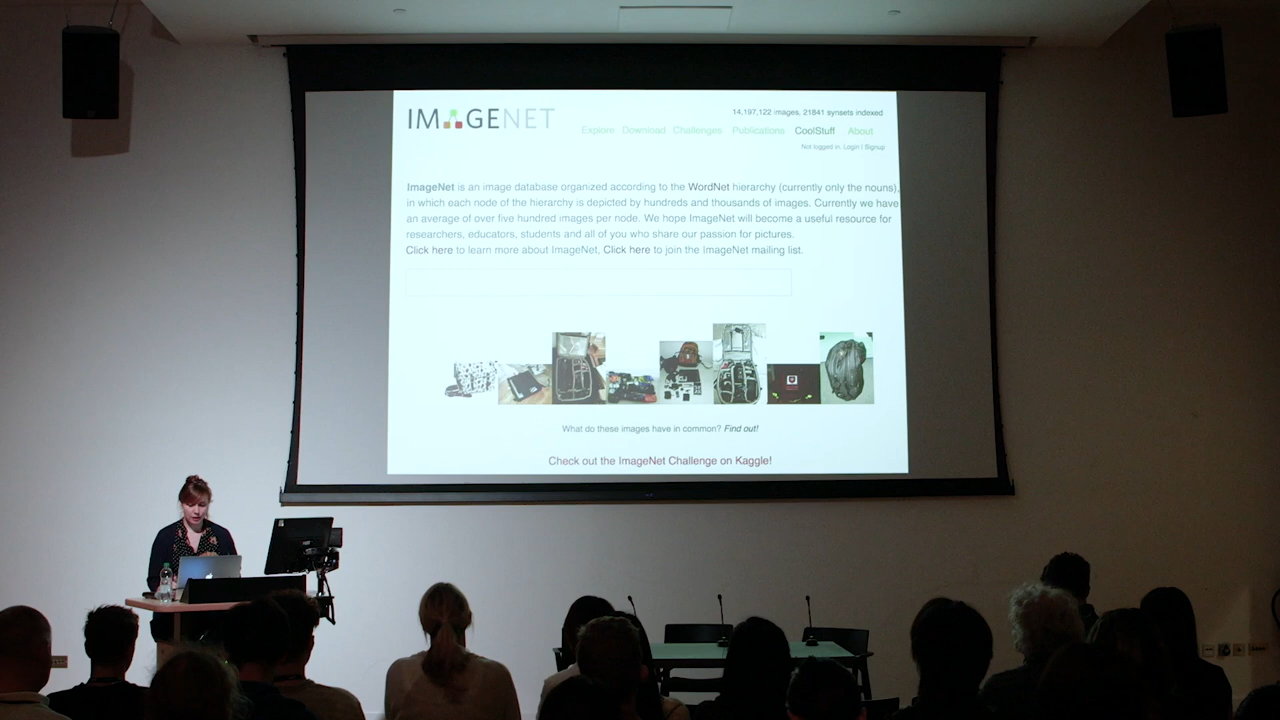 IMAGENET
14,197,122 images, 21841 synsets indexed
Explore Download Challenges Publications CoolStuff About
Not logged in. Login | Signup
ImageNet is an image database organized according to the WordNet hierarchy (currently only the nouns),
in which each node of the hierarchy is depicted by hundreds and thousands of images. Currently we have
an average of over five hundred images per node. We hope ImageNet will become a useful resource for
researchers, educators, students and all of you who share our passion for pictures.
Click here to learn more about ImageNet, Click here to join the ImageNet mailing list.
What do these images have in common? Find out!
Check out the ImageNet Challenge on Kaggle!